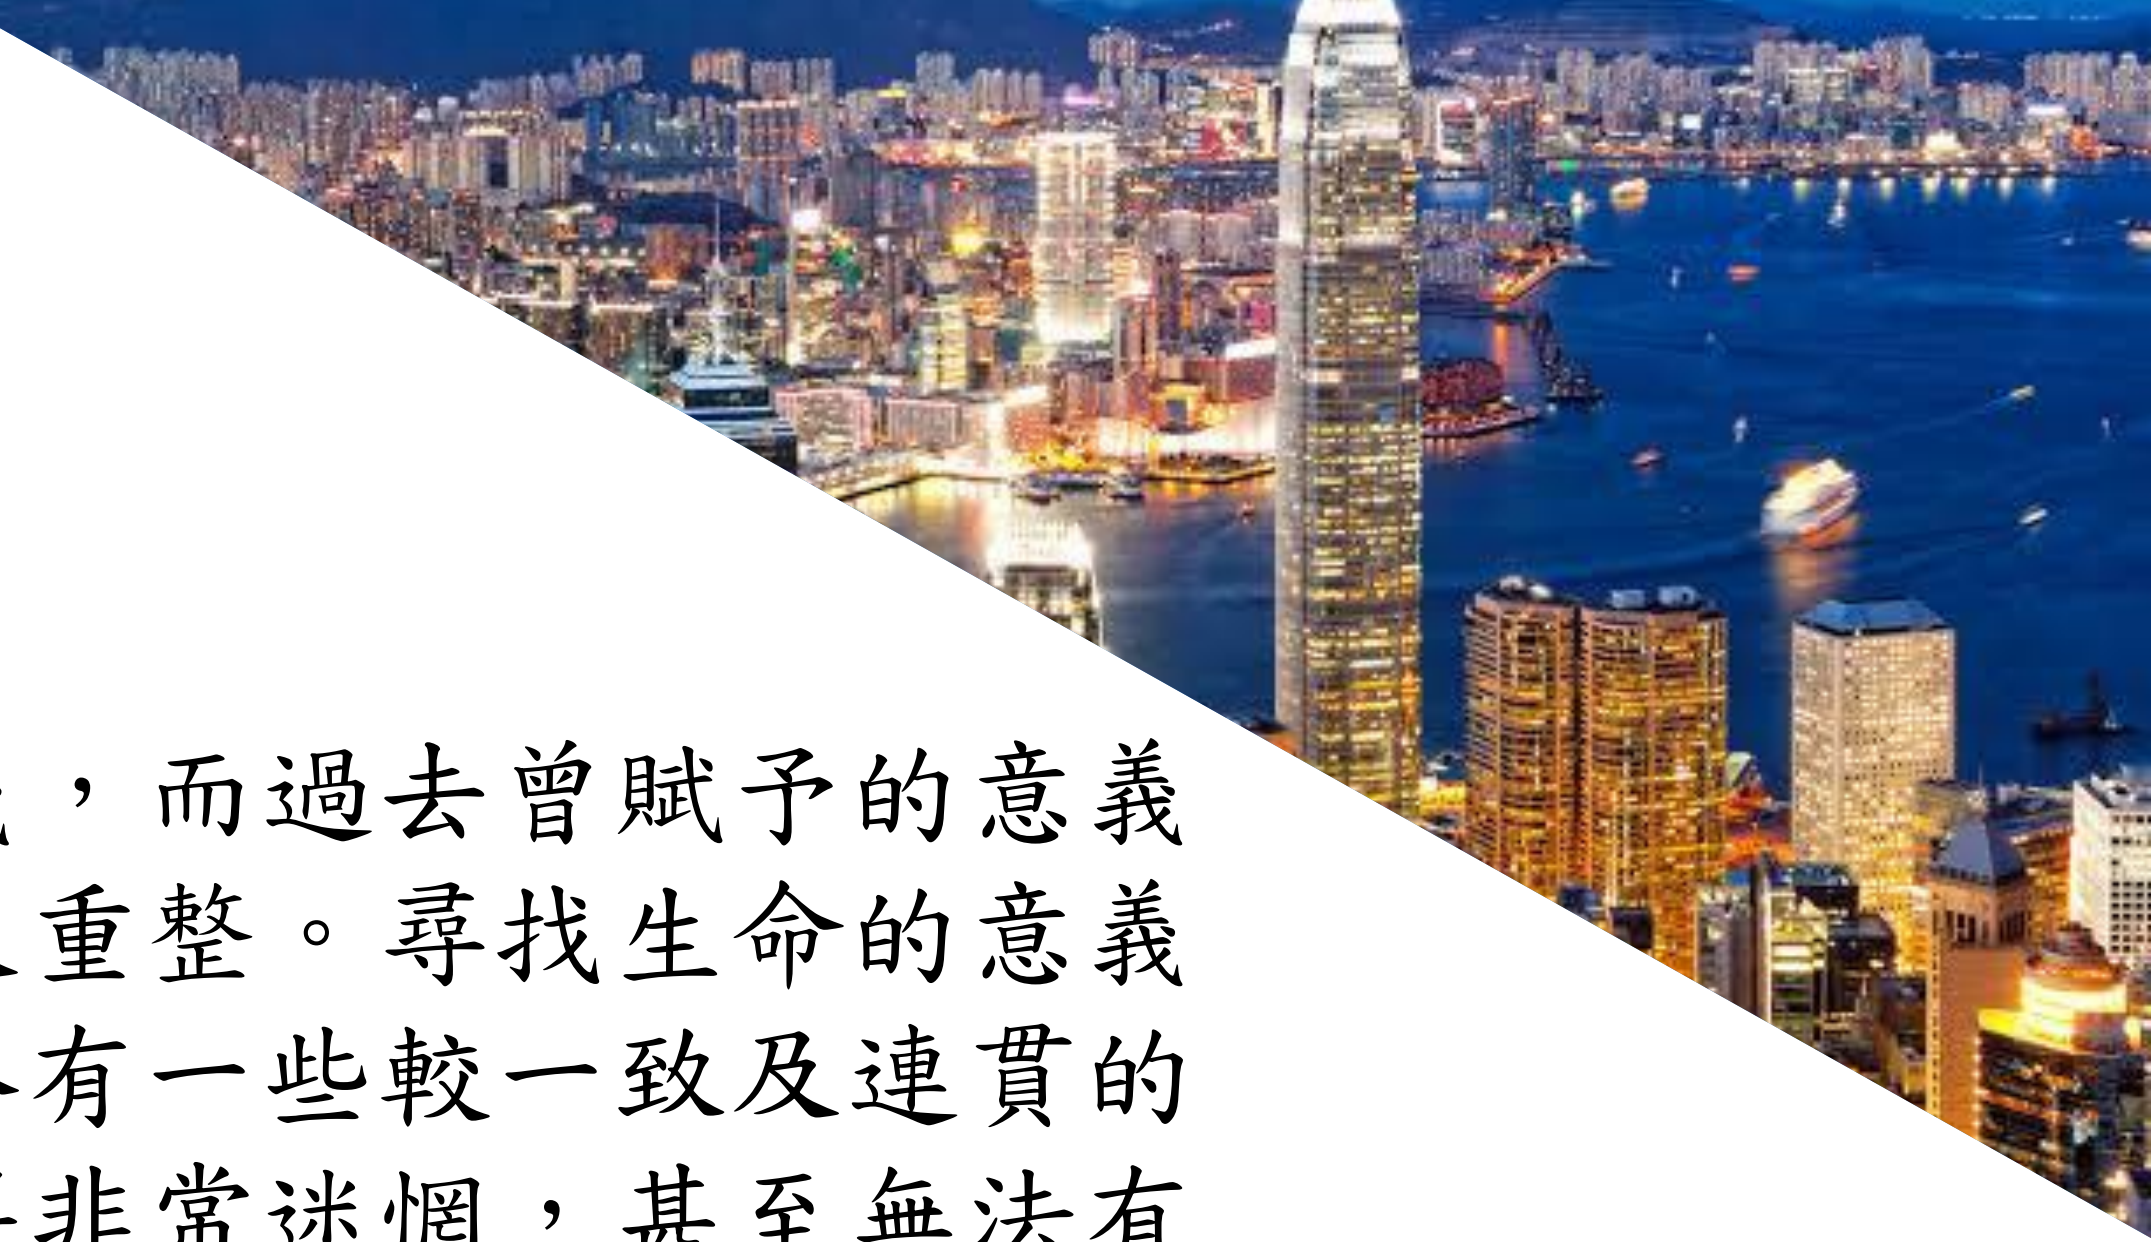 ，而過去曾賦予的意義
重整。尋找生命的意義
有一些較一致及連貫的
非常迷惘，甚至無法有